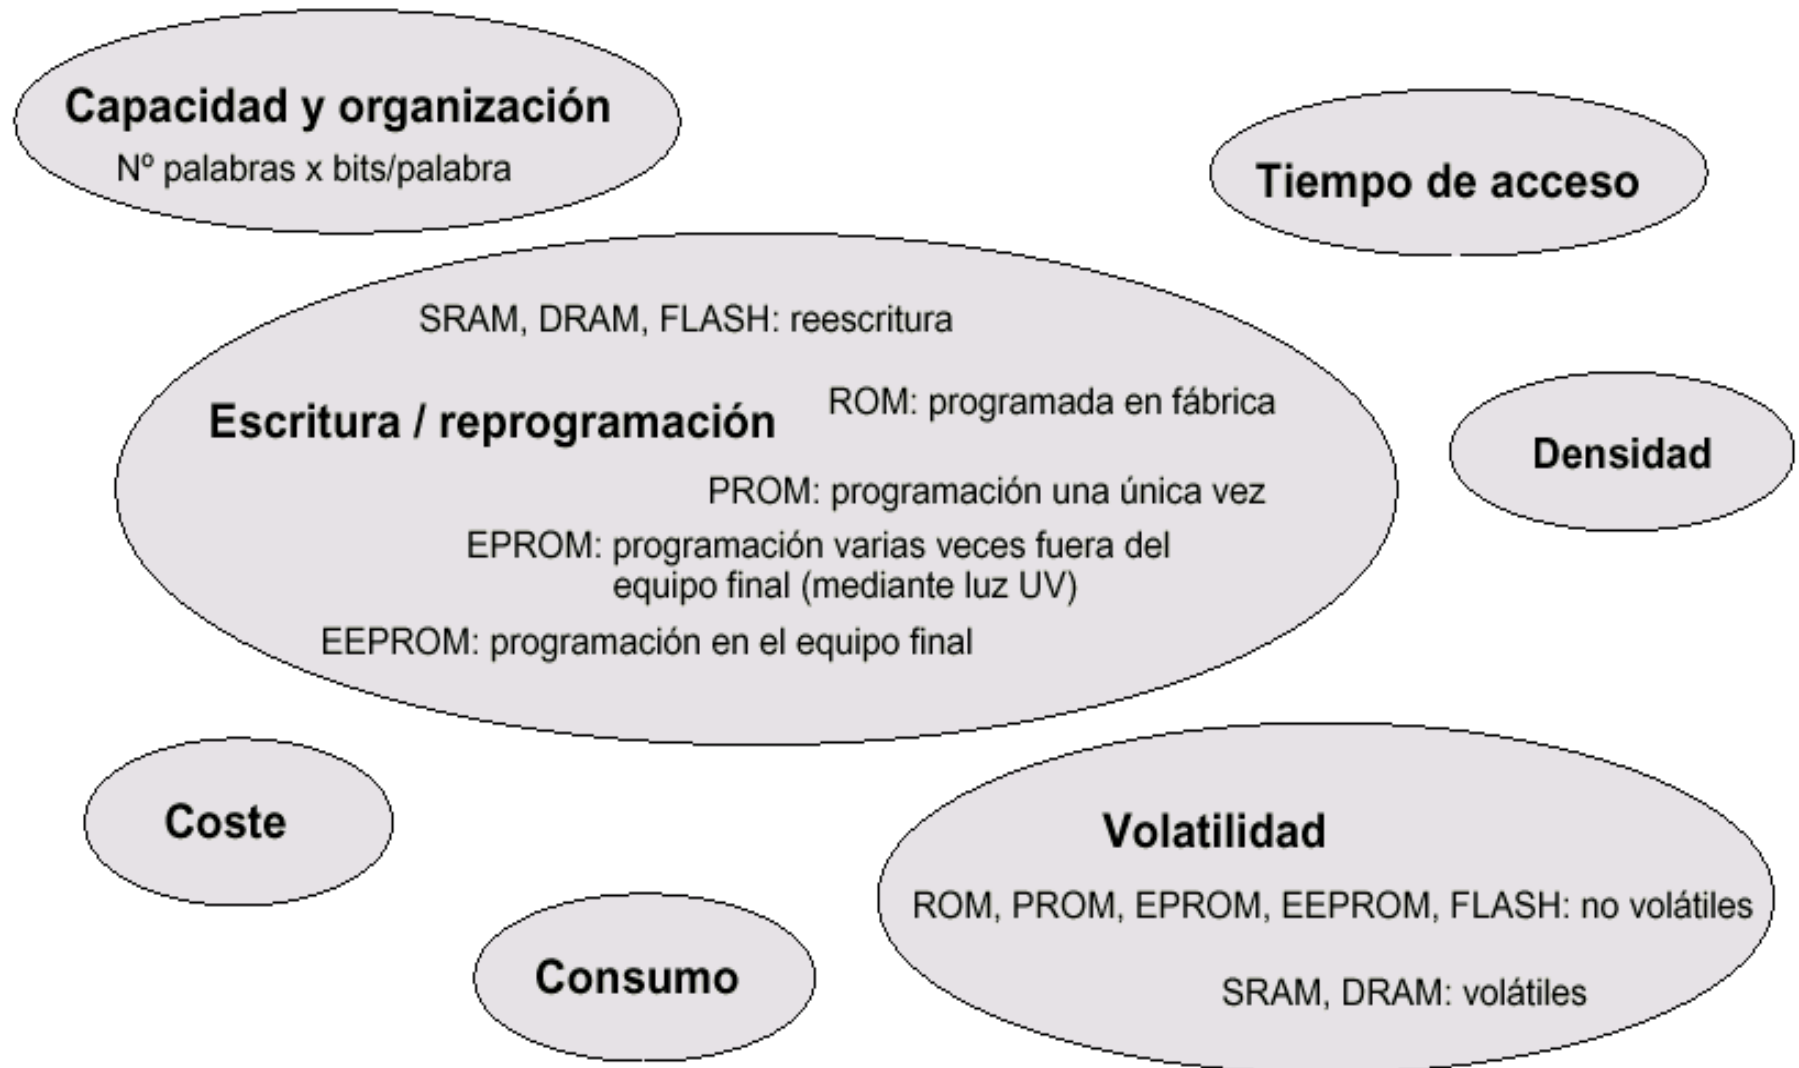 Capacidad y organización
Nº palabras x bits/palabra
Tiempo de acceso
SRAM, DRAM, FLASH: reescritura
Escritura / reprogramación
ROM: programada en fábrica
PROM: programación una única vez
EPROM: programación varias veces fuera del
equipo final (mediante luz UV)
EEPROM: programación en el equipo final
Densidad
Coste
Consumo
Volatilidad
ROM, PROM, EPROM, EEPROM, FLASH: no volátiles
SRAM, DRAM: volátiles